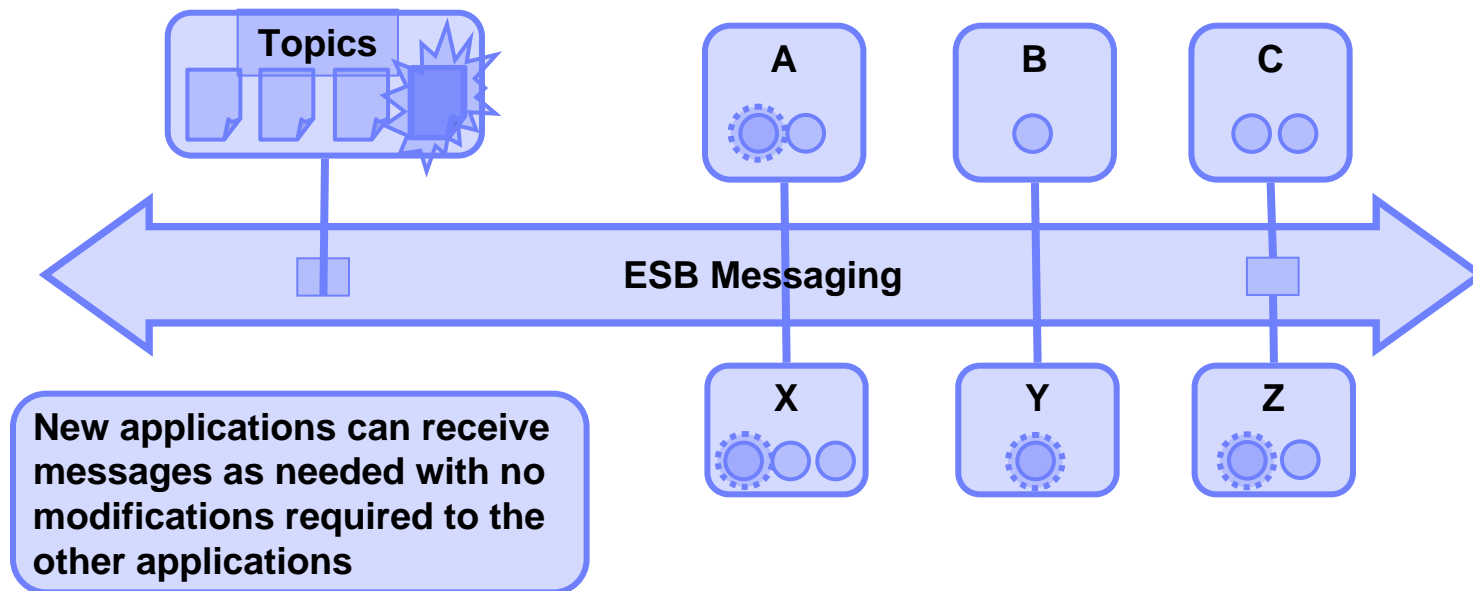 Topics
A
B
C
ESB Messaging
X
Y
Z
New applications can receive
messages as needed with no
modifications required to the
other applications